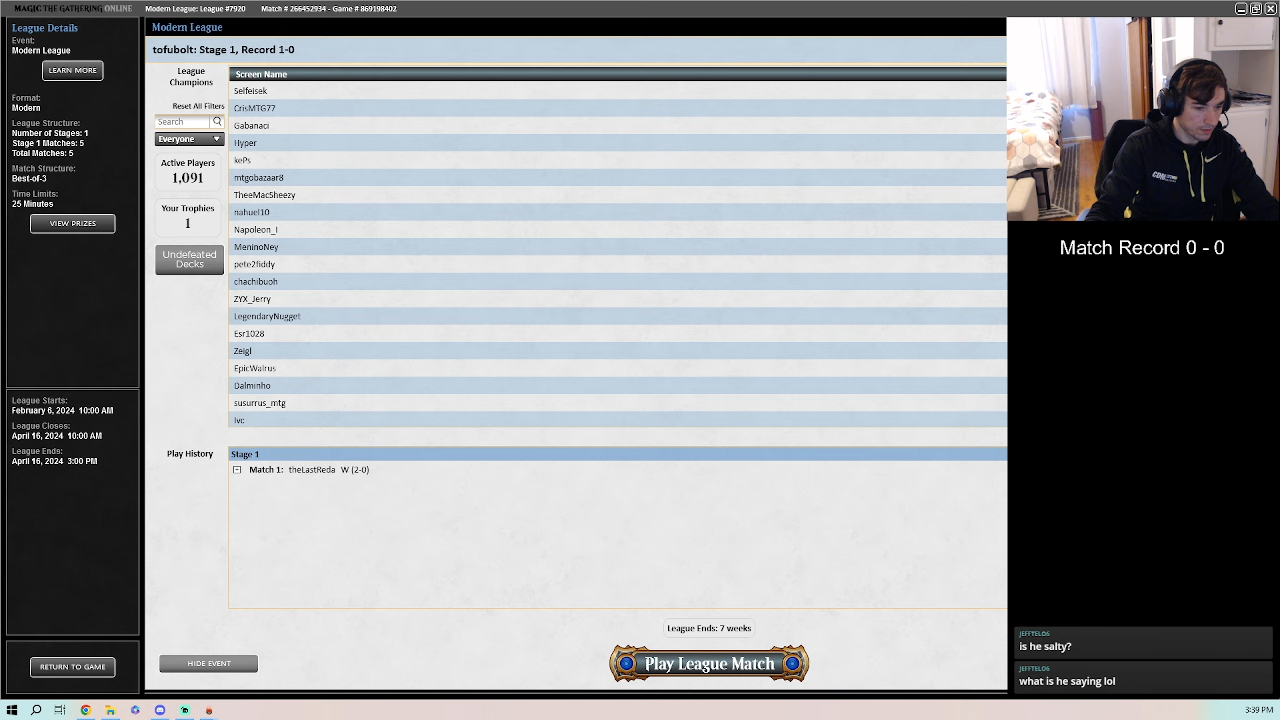 MAGIC THE GATHERING ONLINE
Modern League: League #7920
Match # 266452934 - Game # 869198402
League Details
Event:
Modern League
LEARN MORE
Format:
Modern
League Structure:
Number of Stages: 1
Stage 1 Matches: 5
Total Matches: 5
Match Structure:
Best-of-3
Time Limits:
25 Minutes
VIEW PRIZES
League Starts:
February 6, 2024 10:00 AM
League Closes:
April 16, 2024 10:00 AM
League Ends:
April 16, 2024 3:00 PM
RETURN TO GAME
Modern League
tofubolt: Stage 1, Record 1-0
League
Champions
Reset All Filters
Search
Everyone
Active Players
1,091
Your Trophies
1
Undefeated
Decks
Screen Name
Selfeisek
CrisMTG77
Gabanaci
Hyper
kePs
mtgobazaar8
TheeMacSheezy
nahuel10
Napoleon_I
MeninoNey
pete2fiddy
chachibuoh
ZYX_Jerry
LegendaryNugget
Esr1028
Zeigl
EpicWalrus
Dalminho
susurrus_mtg
Play History
Stage 1
Match 1: theLastReda W (2-0)
League Ends: 7 weeks
HIDE EVENT
Play League Match
Match Record 0 - 0
JEFFTELO6
is he salty?
JEFFTELO6
what is he saying lol
3:39 PM